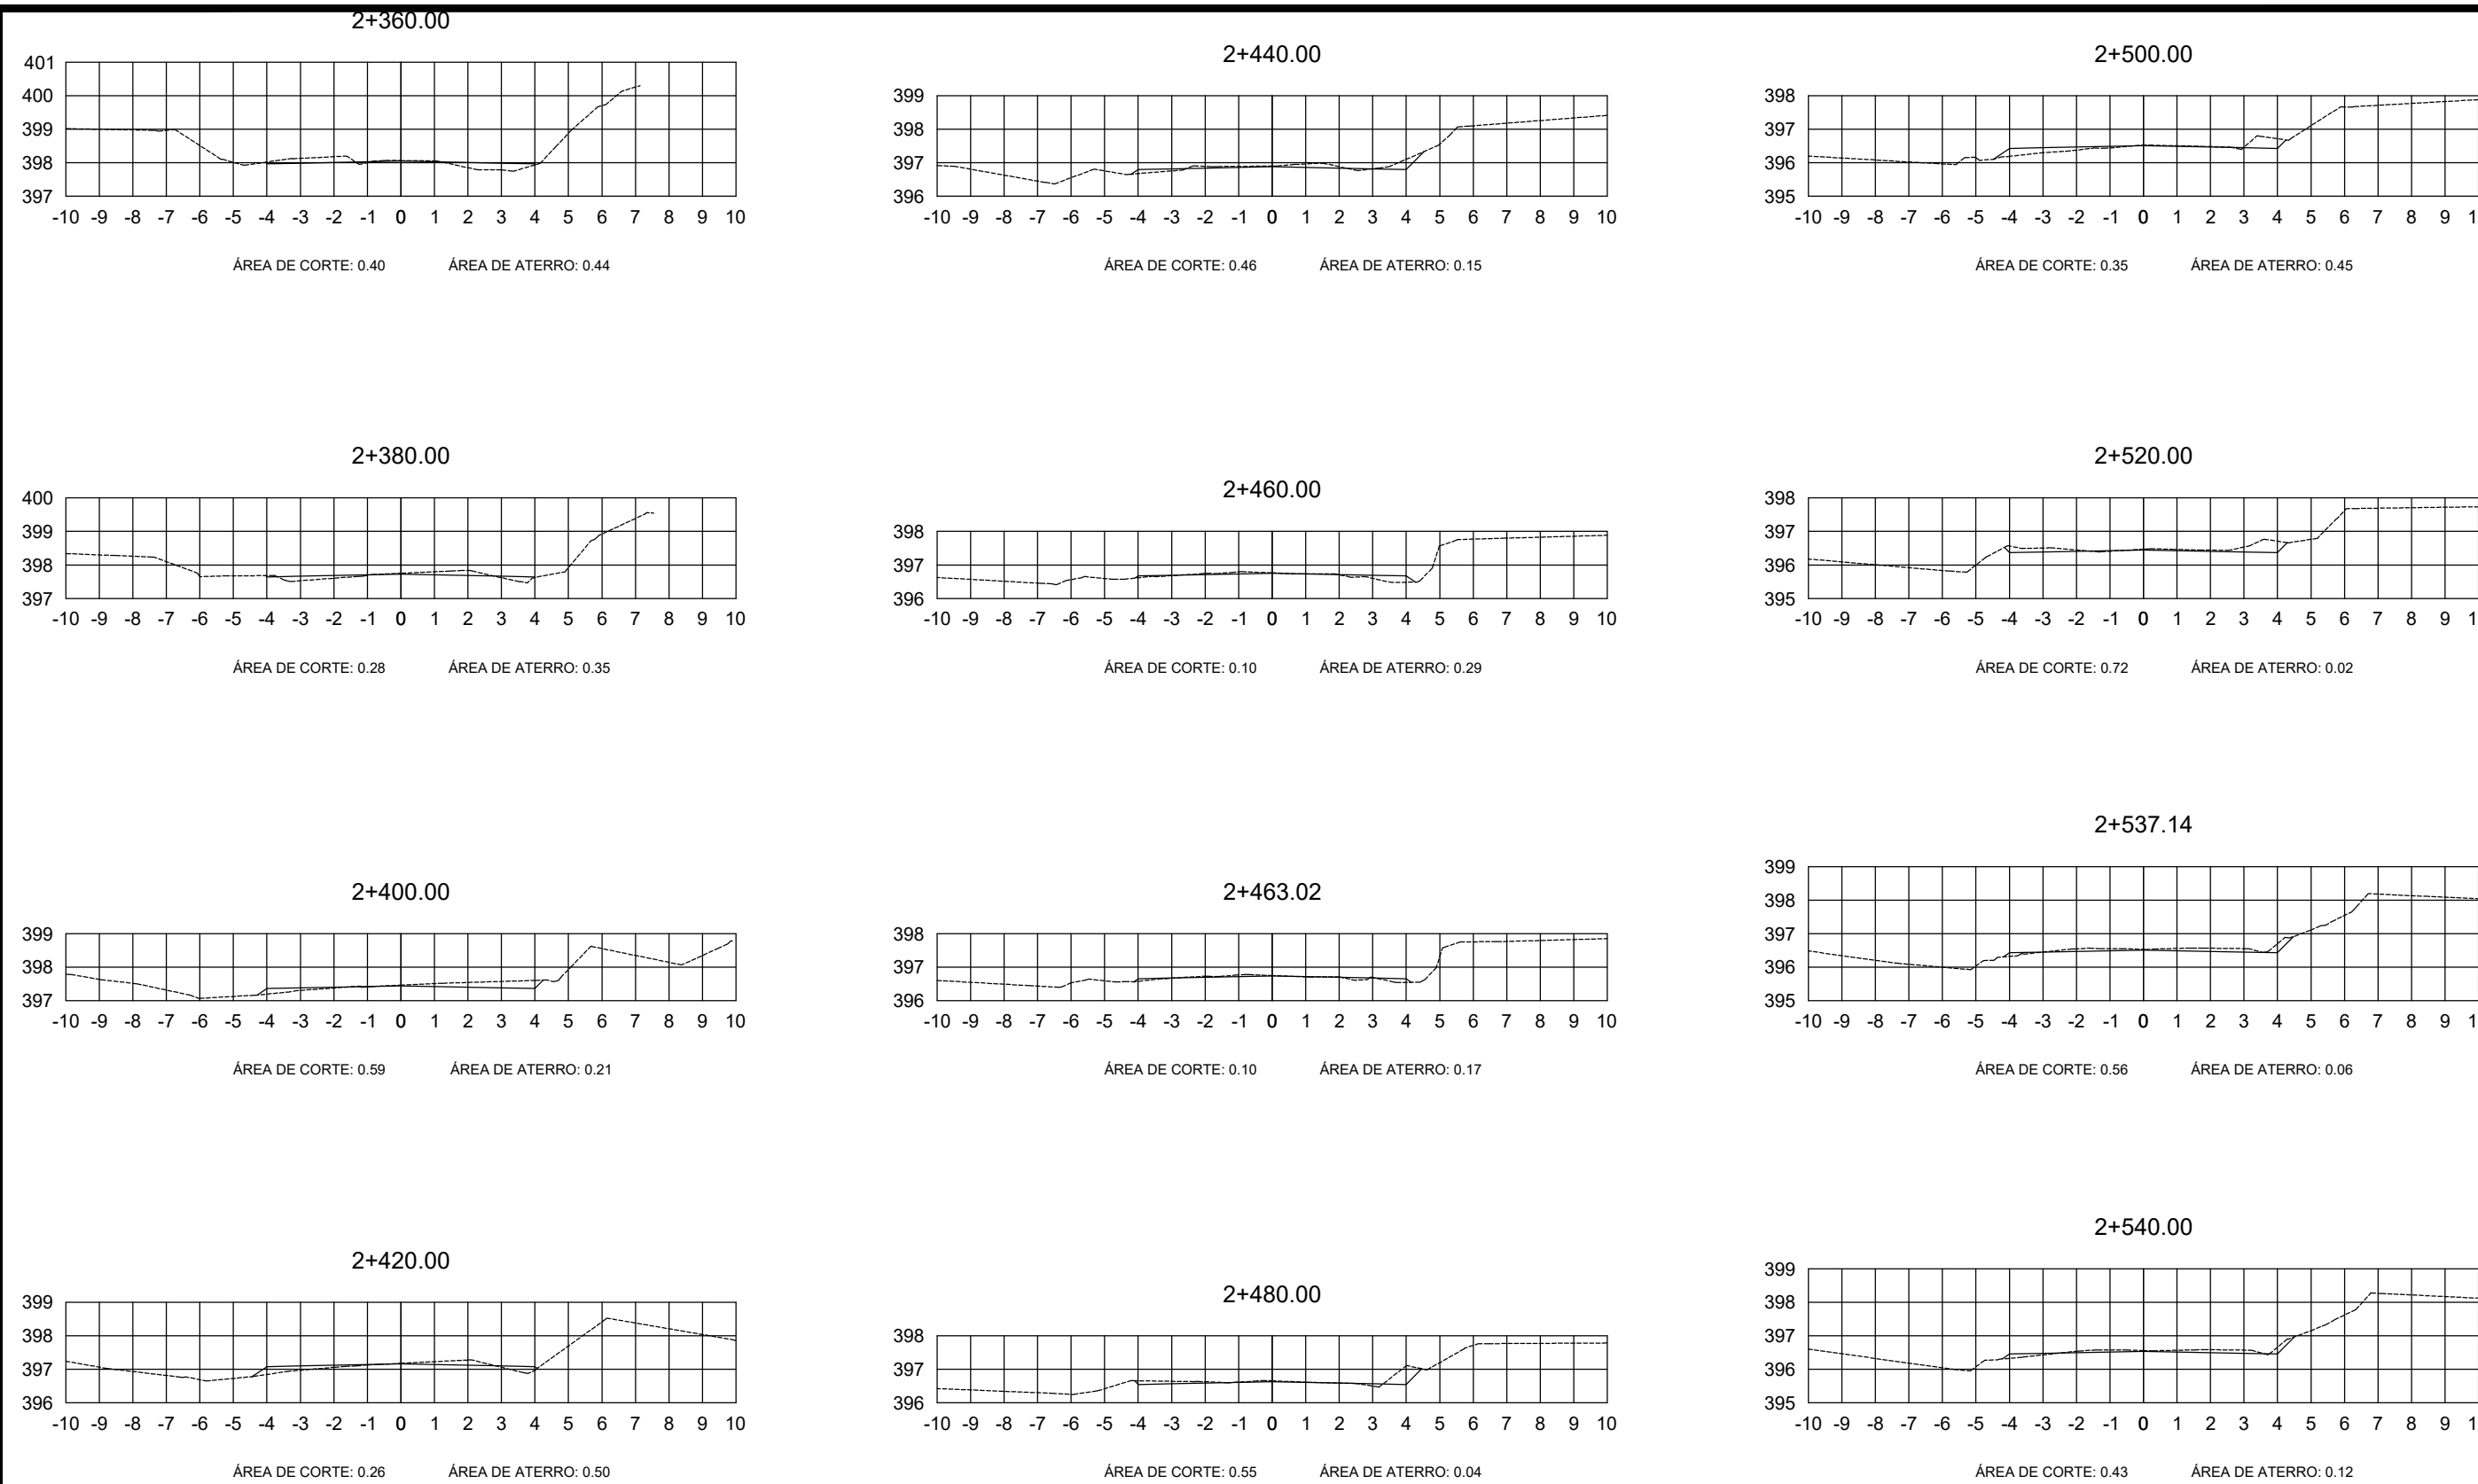 2+360.00
401
400
399
398
397
-10 -9 -8 -7 -6 -5 -4 -3 -2 -1 0 1 2 3 4 5 6 7 8 9 10
ÁREA DE CORTE: 0.40 ÁREA DE ATERRO: 0.44
2+380.00
400
399
398
397
-10 -9 -8 -7 -6 -5 -4 -3 -2 -1 0 1 2 3 4 5 6 7 8 9 10
ÁREA DE CORTE: 0.28 ÁREA DE ATERRO: 0.35
2+400.00
399
398
397
-10 -9 -8 -7 -6 -5 -4 -3 -2 -1 0 1 2 3 4 5 6 7 8 9 10
ÁREA DE CORTE: 0.59 ÁREA DE ATERRO: 0.21
2+420.00
399
398
397
396
-10 -9 -8 -7 -6 -5 -4 -3 -2 -1 0 1 2 3 4 5 6 7 8 9 10
ÁREA DE CORTE: 0.26 ÁREA DE ATERRO: 0.50
2+440.00
399
398
397
396
-10 -9 -8 -7 -6 -5 -4 -3 -2 -1 0 1 2 3 4 5 6 7 8 9 10
ÁREA DE CORTE: 0.46 ÁREA DE ATERRO: 0.15
2+460.00
398
397
396
-10 -9 -8 -7 -6 -5 -4 -3 -2 -1 0 1 2 3 4 5 6 7 8 9 10
ÁREA DE CORTE: 0.10 ÁREA DE ATERRO: 0.29
2+463.02
398
397
396
-10 -9 -8 -7 -6 -5 -4 -3 -2 -1 0 1 2 3 4 5 6 7 8 9 10
ÁREA DE CORTE: 0.10 ÁREA DE ATERRO: 0.17
2+480.00
398
397
396
-10 -9 -8 -7 -6 -5 -4 -3 -2 -1 0 1 2 3 4 5 6 7 8 9 10
ÁREA DE CORTE: 0.55 ÁREA DE ATERRO: 0.04
2+500.00
398
397
396
395
-10 -9 -8 -7 -6 -5 -4 -3 -2 -1 0 1 2 3 4 5 6 7 8 9
ÁREA DE CORTE: 0.35 ÁREA DE ATERRO: 0.45
2+520.00
398
397
396
395
-10 -9 -8 -7 -6 -5 -4 -3 -2 -1 0 1 2 3 4 5 6 7 8 9
ÁREA DE CORTE: 0.72 ÁREA DE ATERRO: 0.02
2+537.14
399
398
397
396
395
-10 -9 -8 -7 -6 -5 -4 -3 -2 -1 0 1 2 3 4 5 6 7 8 9
ÁREA DE CORTE: 0.56 ÁREA DE ATERRO: 0.06
2+540.00
399
398
397
396
395
-10 -9 -8 -7 -6 -5 -4 -3 -2 -1 0 1 2 3 4 5 6 7 8 9
ÁREA DE CORTE: 0.43 ÁREA DE ATERRO: 0.12